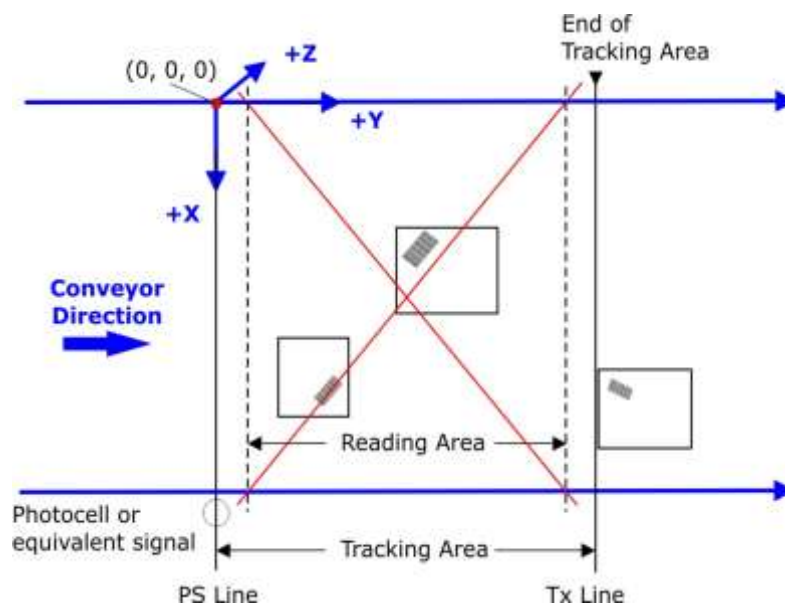 End of
Tracking Area
(0, 0, 0)
+Z
+Y
+X
Conveyor
Direction
Reading Area
Photocell or
equivalent signal
Tracking Area
PS Line
Tx Line